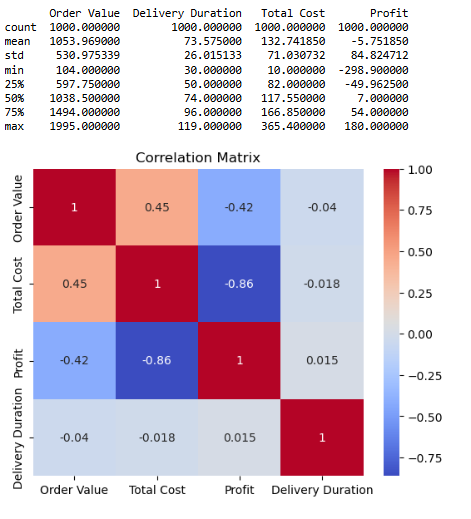 Order Value Delivery Duration Total Cost Profit
count 1000.000000 1000.000000 1000.000000 1000.000000
mean 1053.969000 73.575000 132.741850 -5.751850
std 530.975339 26.015133 71.030732 84.824712
min 104.000000 30.000000 10.000000 -298.900000
25% 597.750000 50.000000 82.000000 -49.962500
50% 1038.500000 74.000000 117.550000 7.000000
75% 1494.000000 96.000000 166.850000 54.000000
max 1995.000000 119.000000 365.400000 180.000000
Correlation Matrix
Order Value
1 0.45 -0.42 -0.04
Total Cost
0.45 1 -0.86 -0.018
Profit
-0.42 -0.86 1 0.015
Delivery Duration
-0.04 -0.018 0.015 1
Order Value Total Cost Profit Delivery Duration
1.00
0.75
0.50
0.25
0.00
−0.25
−0.50
−0.75